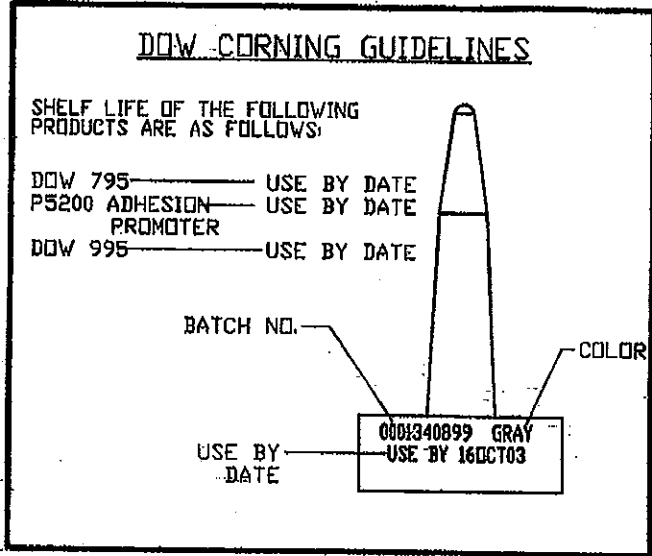 DOW CORNING GUIDELINES
SHELF LIFE OF THE FOLLOWING
PRODUCTS ARE AS FOLLOWS:
DOW 795 USE BY DATE
P5200 ADHESION USE BY DATE
PROMOTER
DOW 995 USE BY DATE
BATCH NO.
COLOR
0001340899 GRAY
USE BY 16OCT03
USE BY
DATE